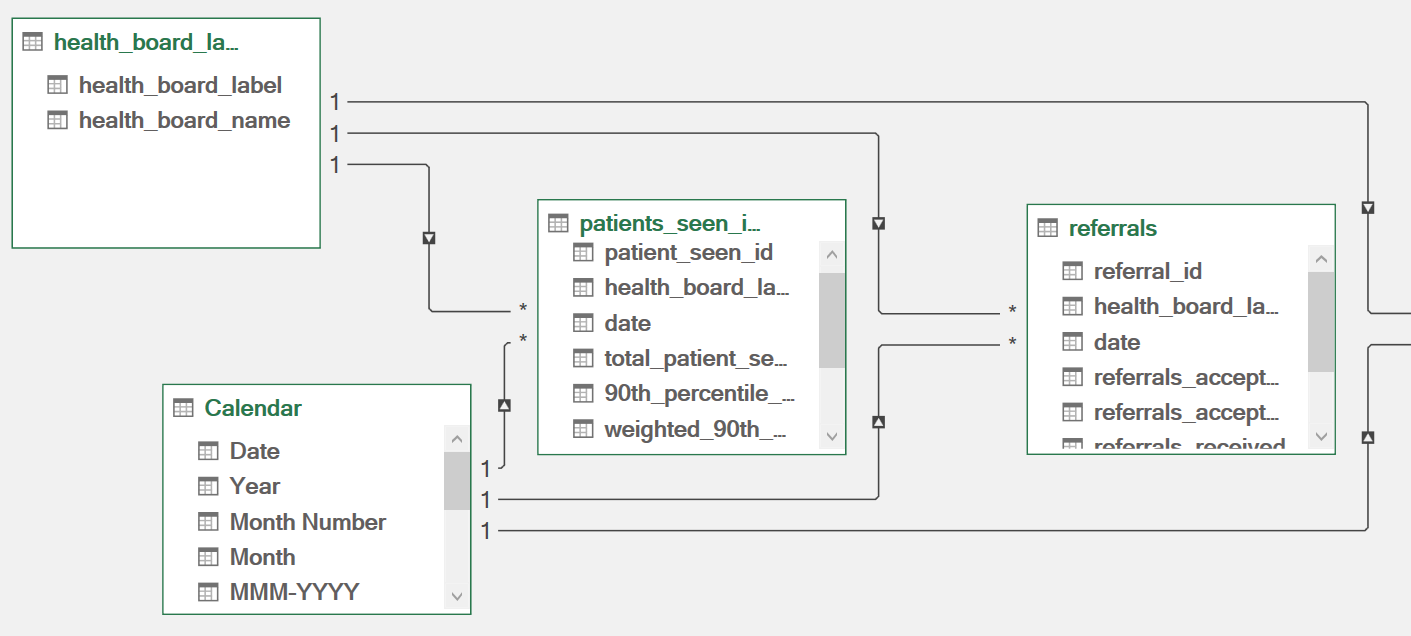 health_board_la...
health_board_label
health_board_name
1
1
1
patients_seen_i...
patient_seen_id
health_board_la...
date
total_patient_se...
90th_percentile_...
weighted_90th_...
*
*
referrals
referral_id
health_board_la...
date
referrals_accept...
referrals_accept...
referrals_received
*
*
Calendar
Date
Year
Month Number
Month
MMM-YYYY
1
1
1